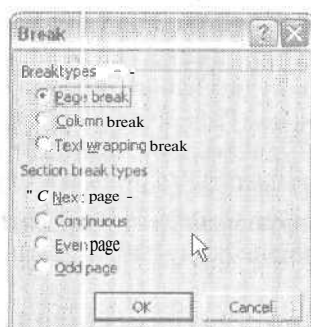 Break
Break types
Page break
Column break
Text wrapping break
Section break types
Next page
Continuous
Even page
Odd page
OK Cancel